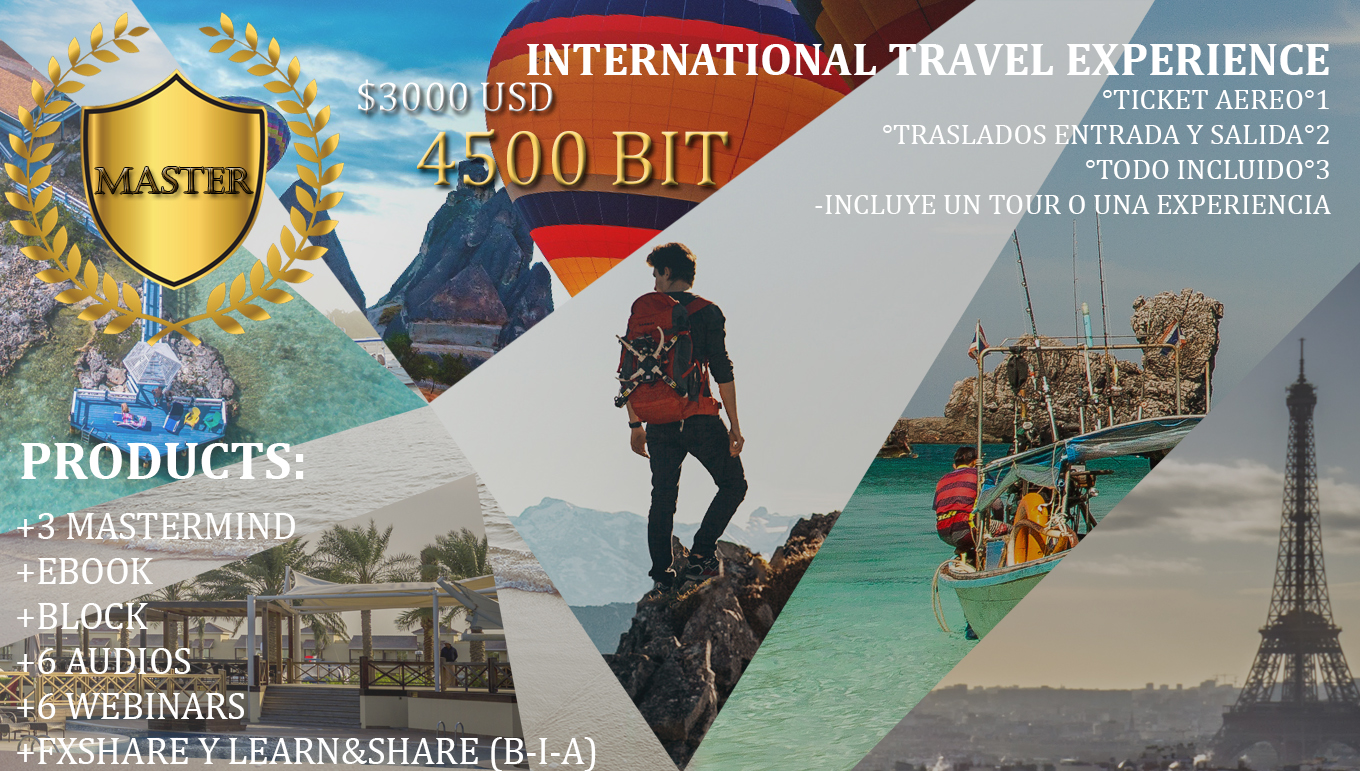 MASTER
$3000 USD
4500 BIT
INTERNATIONAL TRAVEL EXPERIENCE
°TICKET AEREO°1
°TRASLADOS ENTRADA Y SALIDA°2
°TODO INCLUIDO°3
-INCLUYE UN TOUR O UNA EXPERIENCIA
PRODUCTS:
+3 MASTERMIND
+EBOOK
+BLOCK
+6 AUDIOS
+6 WEBINARS
+FXSHARE Y LEARN&SHARE (B-I-A)